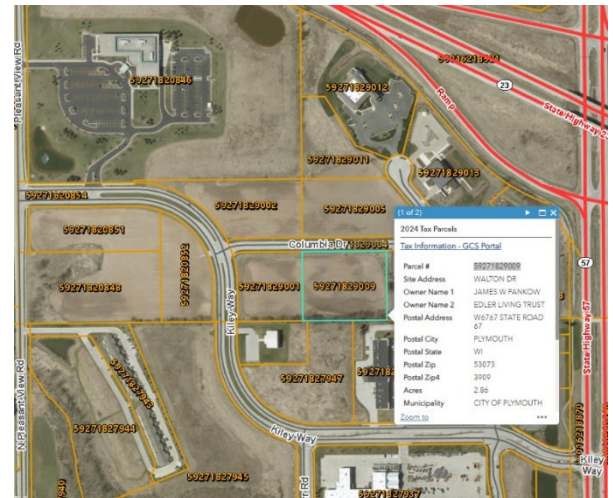 Pleasant View Rd
59271820846
59271829012
23
Ramp
State Highway 23
59271829011
59271829013
59271820854
59271829002
59271829005
59271820851
Columbia Dr
59271820848
59271829001
59271829009
Kiley Way
57
State Highway 57
(1 of 2)
2024 Tax Parcels
Tax Information - GCS Portal
Parcel # 59271829009
Site Address WALTON DR
Owner Name 1 JAMES W PANKOW
Owner Name 2 EDLER LIVING TRUST
Postal Address W6767 STATE ROAD
67
Postal City PLYMOUTH
Postal State WI
Postal Zip 53073
Postal Zip4 3909
Acres 2.86
Municipality CITY OF PLYMOUTH
Zoom to
59271827947
59271827944
59271827945
Kiley Way
N Pleasant View Rd
59271827937
Kiley
Way